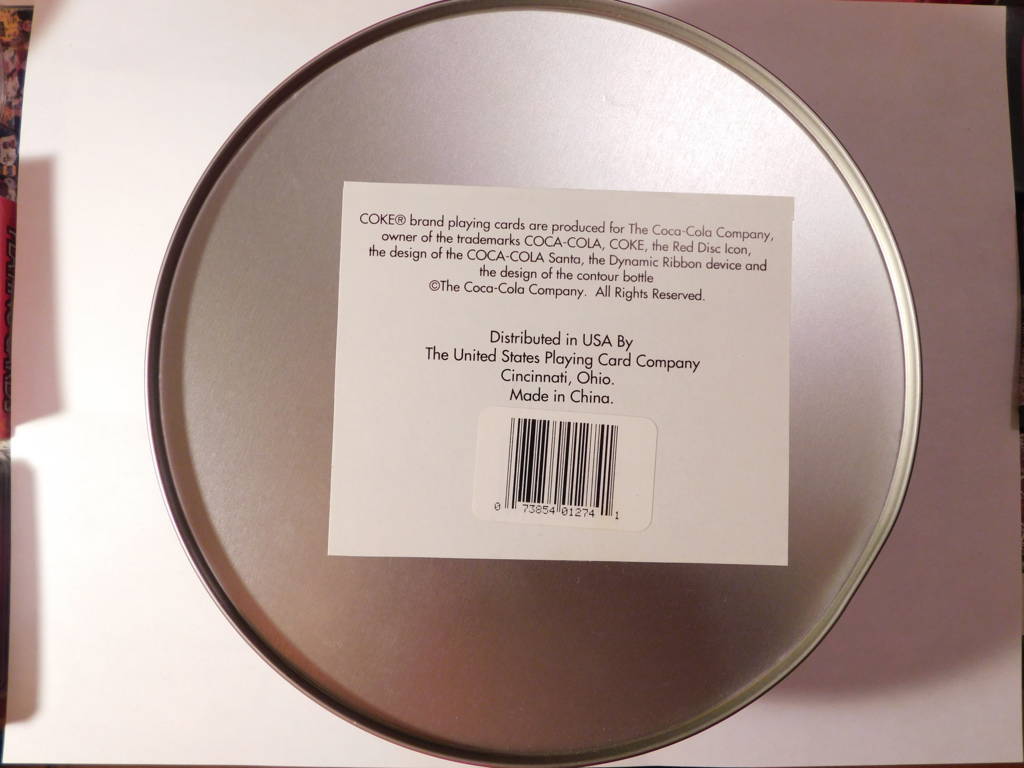 COKE® brand playing cards are produced for The Coca-Cola Company,
owner of the trademarks COCA-COLA, COKE, the Red Disc Icon,
the design of the COCA-COLA Santa, the Dynamic Ribbon device and
the design of the contour bottle
©The Coca-Cola Company. All Rights Reserved.
Distributed in USA By
The United States Playing Card Company
Cincinnati, Ohio.
Made in China.
0 73854 01274 1
PLAYING CARDS